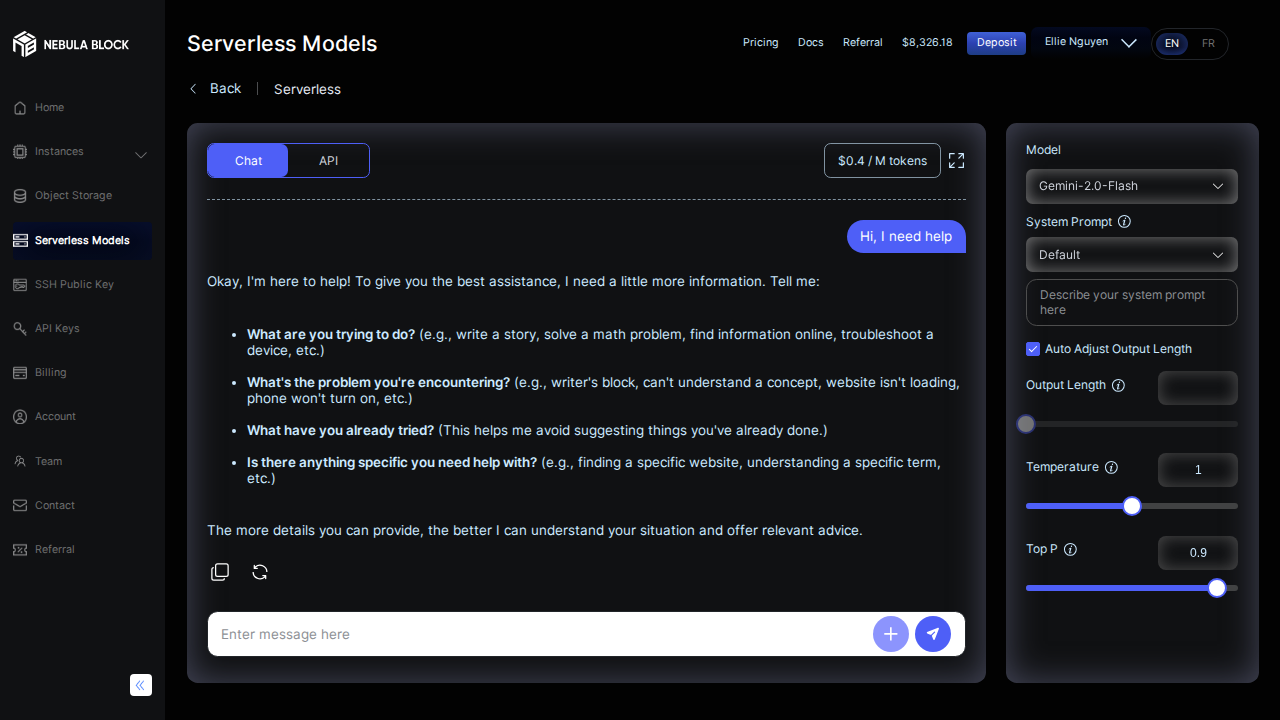 NEBULA BLOCK
Home
Instances
Object Storage
Serverless Models
SSH Public Key
API Keys
Billing
Account
Team
Contact
Referral
Serverless Models
Pricing
Docs
Referral
$8,326.18
Deposit
Ellie Nguyen
EN
FR
Back
Serverless
Chat
API
$0.4 / M tokens
Hi, I need help
Okay, I'm here to help! To give you the best assistance, I need a little more information. Tell me:
• What are you trying to do? (e.g., write a story, solve a math problem, find information online, troubleshoot a
device, etc.)
• What's the problem you're encountering? (e.g., writer's block, can't understand a concept, website isn't loading,
phone won't turn on, etc.)
• What have you already tried? (This helps me avoid suggesting things you've already done.)
• Is there anything specific you need help with? (e.g., finding a specific website, understanding a specific term,
etc.)
The more details you can provide, the better I can understand your situation and offer relevant advice.
Enter message here
Model
Gemini-2.0-Flash
System Prompt
Default
Describe your system prompt
here
Auto Adjust Output Length
Output Length
Temperature
1
Top P
0.9